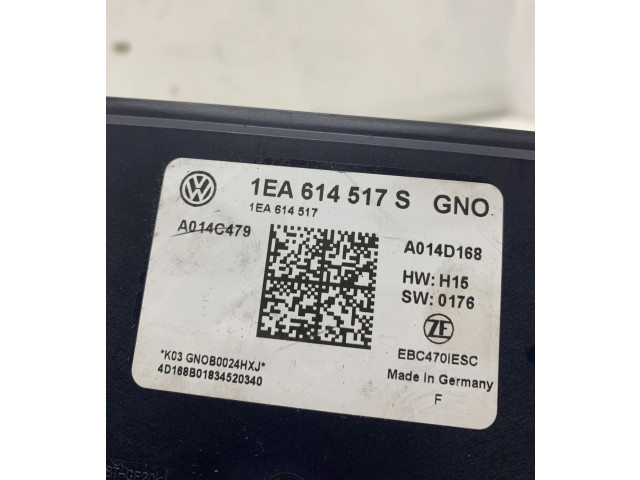 1EA 614 517 S GNO
1EA 614 517
A014C479
A014D168
HW: H15
SW: 0176
ZF
EBC470IESC
*K03 GNOB0024HXJ*
4D168B01834520340
Made in Germany
F